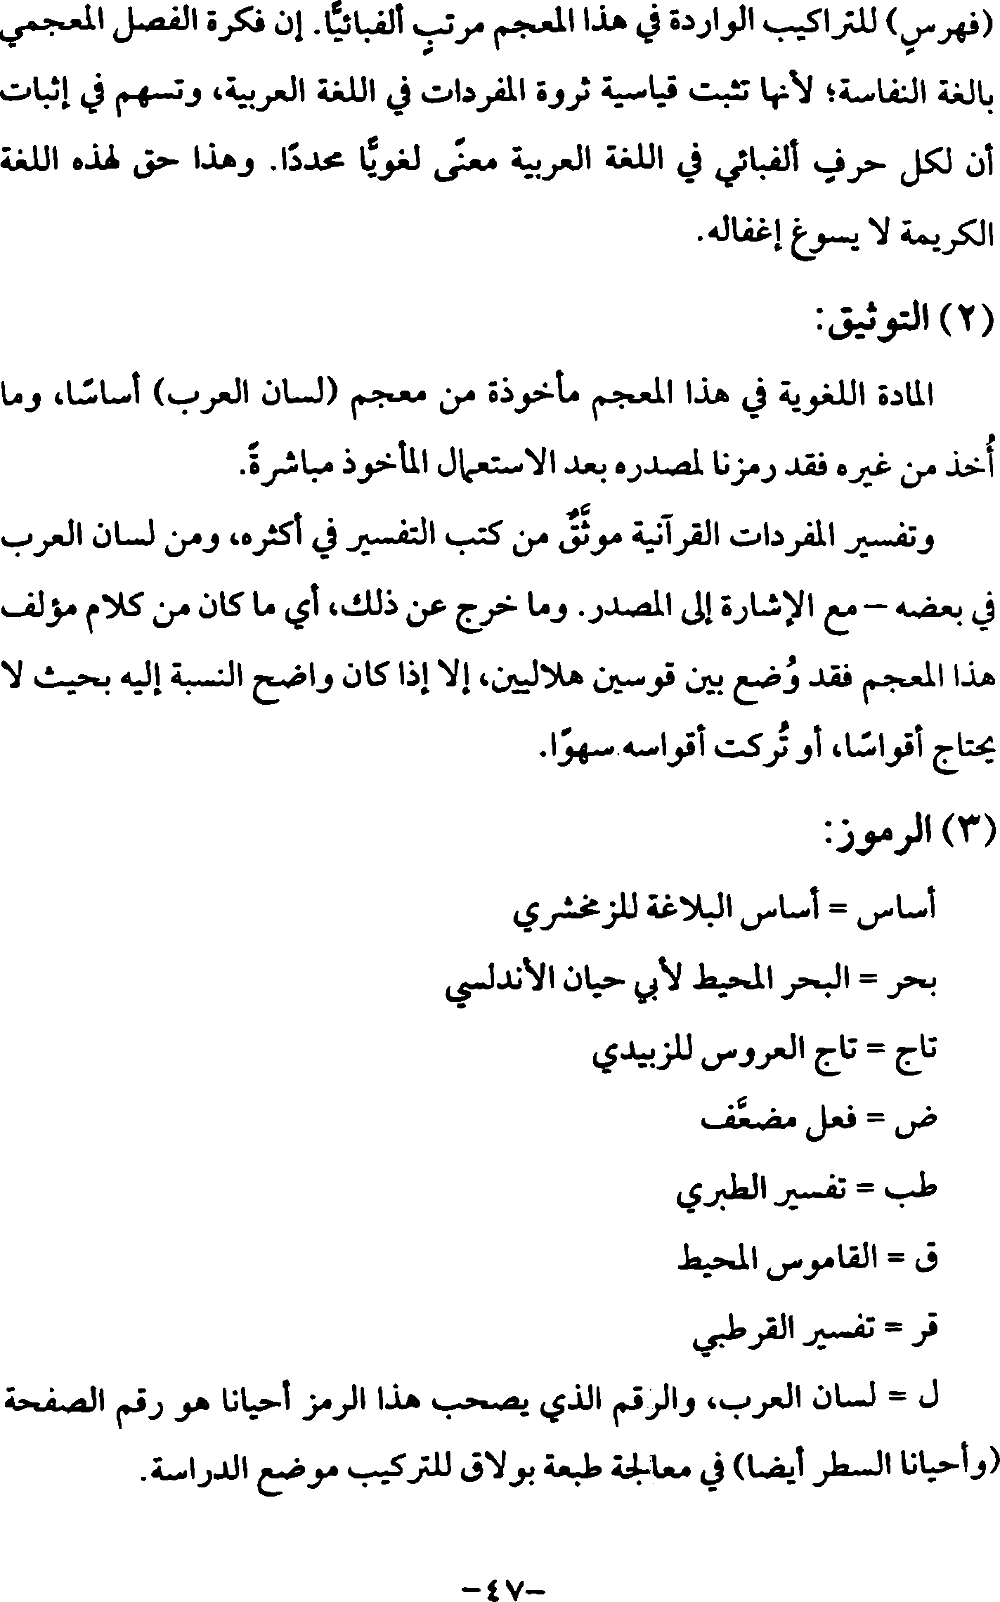 (فهرسٍ) للتراكيب الواردة في هذا المعجم مرتبٍ ألفبائيًّا. إن فكرة الفصل المعجمي
بالغة النفاسة؛ لأنها تثبت قياسية ثروة المفردات في اللغة العربية، وتسهم في إثبات
أن لكل حرفٍ ألفبائي في اللغة العربية معنًى لغويًّا محددًا. وهذا حق لهذه اللغة
الكريمة لا يسوغ إغفاله.
(٢) التوثيق:
المادة اللغوية في هذا المعجم مأخوذة من معجم (لسان العرب) أساسًا، وما
أُخذ من غيره فقد رمزنا لمصدره بعد الاستعمال المأخوذ مباشرةً.
وتفسير المفردات القرآنية موثَّقٌ من كتب التفسير في أكثره، ومن لسان العرب
في بعضه – مع الإشارة إلى المصدر. وما خرج عن ذلك، أي ما كان من كلام مؤلف
هذا المعجم فقد وُضع بين قوسين هلاليين، إلا إذا كان واضح النسبة إليه بحيث لا
يحتاج أقواسًا، أو تُركت أقواسه سهوًا.
(٣) الرموز:
أساس = أساس البلاغة للزمخشري
بحر = البحر المحيط لأبي حيان الأندلسي
تاج = تاج العروس للزبيدي
ض = فعل مضعَّف
طب = تفسير الطبري
ق = القاموس المحيط
قر = تفسير القرطبي
ل = لسان العرب، والرقم الذي يصحب هذا الرمز أحيانا هو رقم الصفحة
(وأحيانا السطر أيضا) في معالجة طبعة بولاق للتركيب موضع الدراسة.
–٤٧–